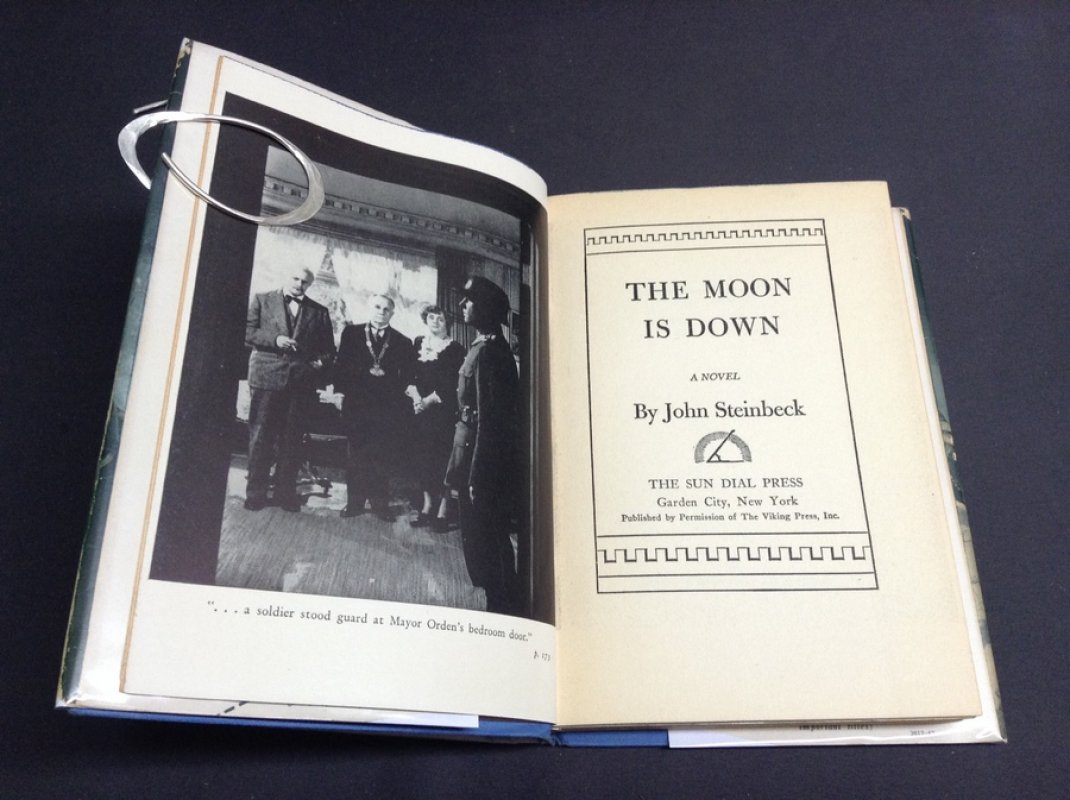 ". . . a soldier stood guard at Mayor Orden's bedroom door."
p. 173
THE MOON
IS DOWN
A NOVEL
By John Steinbeck
THE SUN DIAL PRESS
Garden City, New York
Published by Permission of The Viking Press, Inc.